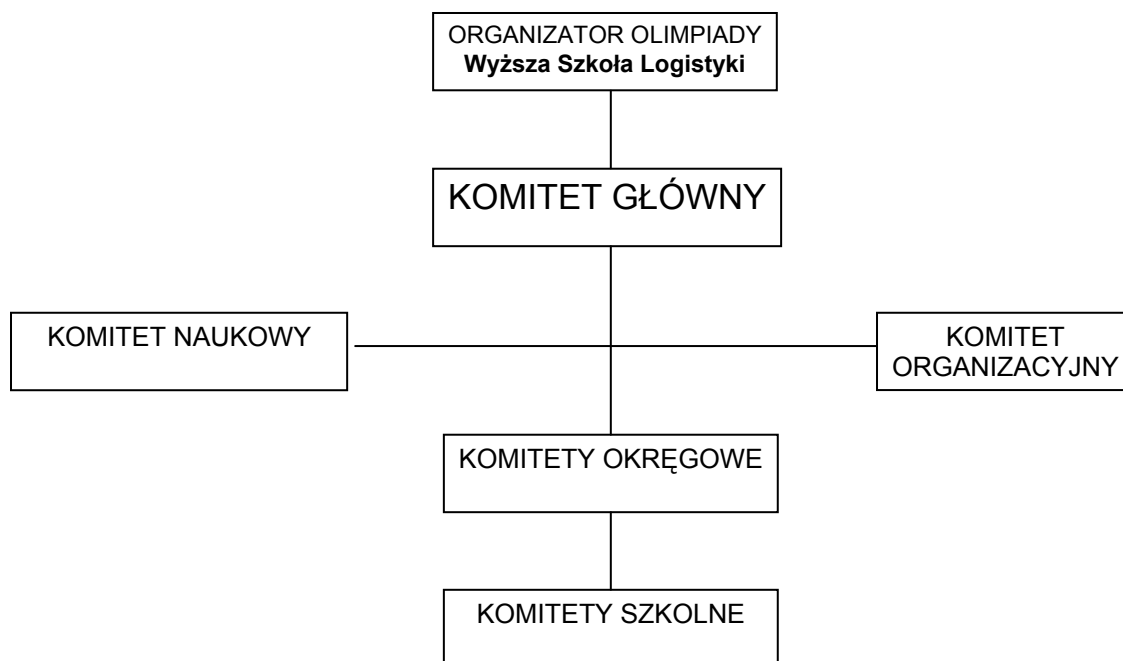 ORGANIZATOR OLIMPIADY
Wyższa Szkoła Logistyki
KOMITET GŁÓWNY
KOMITET NAUKOWY
KOMITET
ORGANIZACYJNY
KOMITETY OKRĘGOWE
KOMITETY SZKOLNE